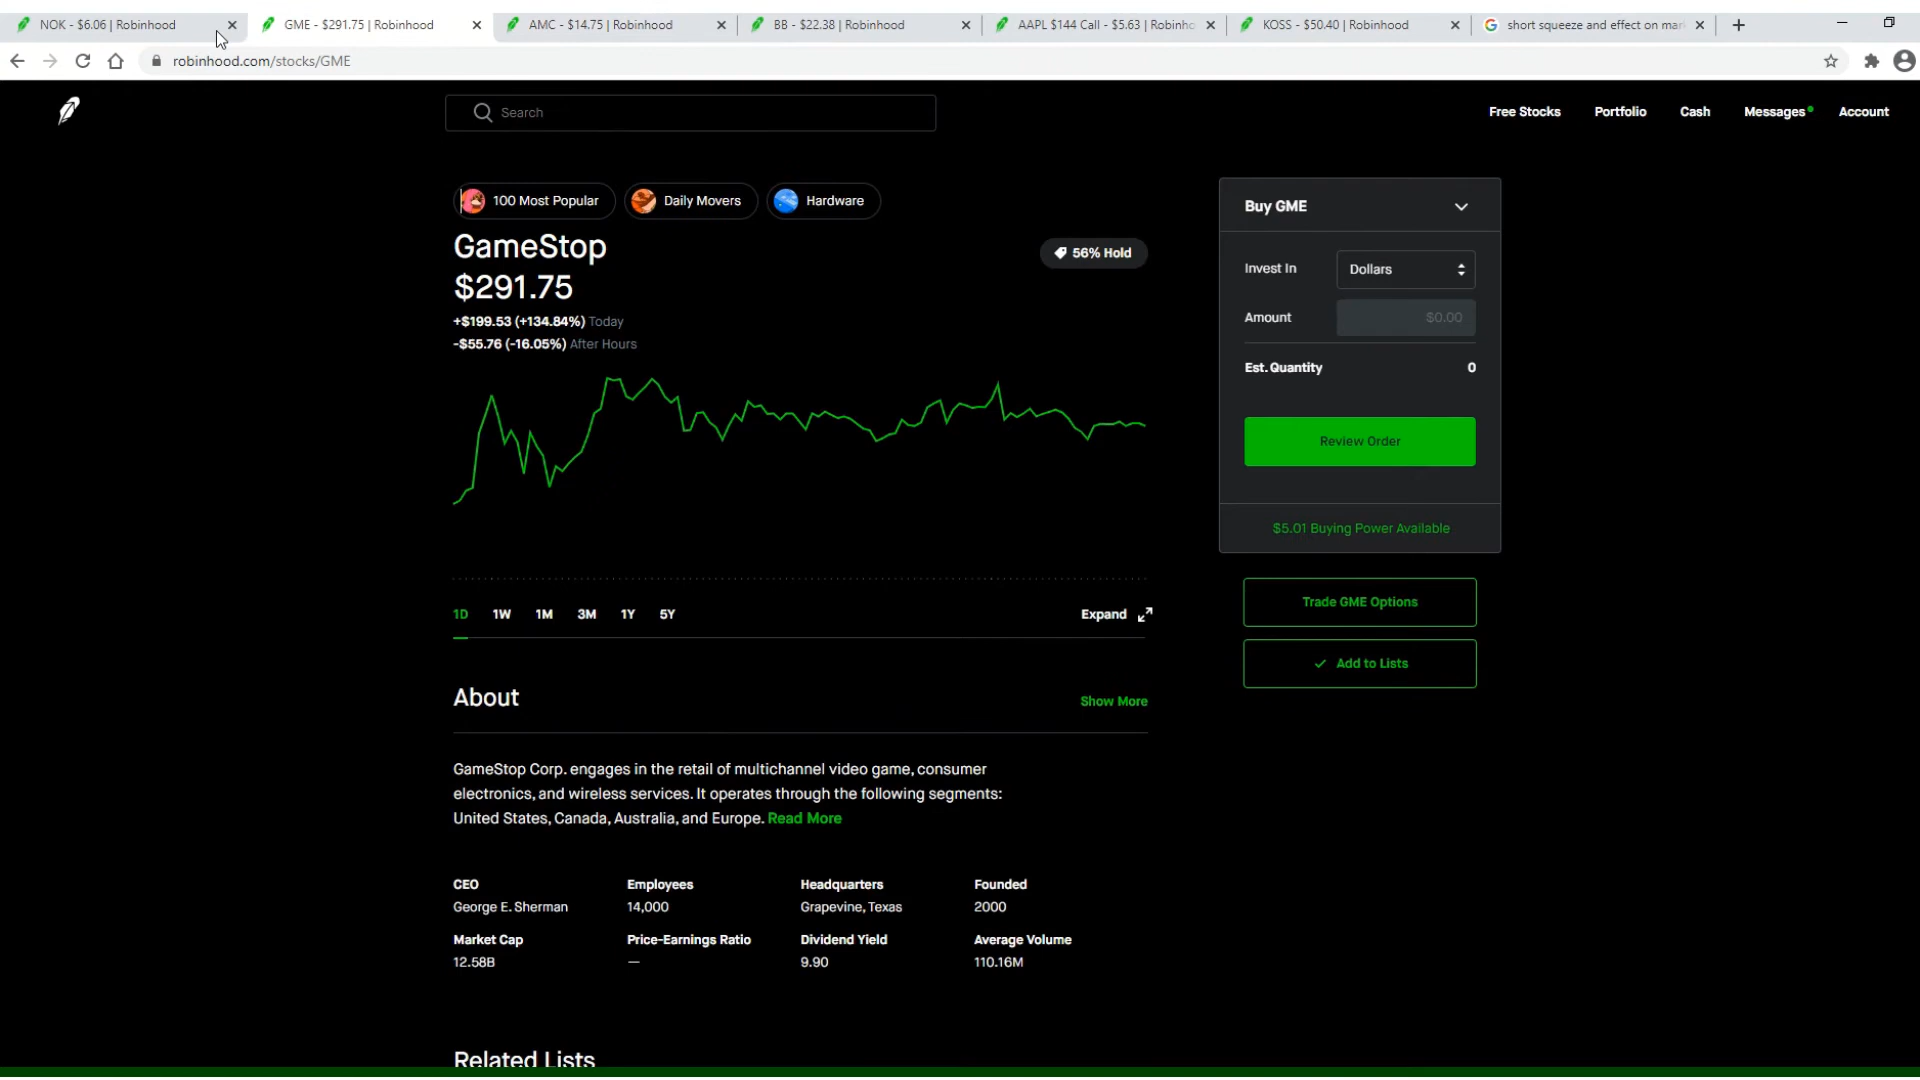 NOK - $6.06 | Robinhood
GME - $291.75 | Robinhood
AMC - $14.75 | Robinhood
BB - $22.38 | Robinhood
AAPL $144 Call - $5.63 | Robinho
KOSS - $50.40 | Robinhood
short squeeze and effect on mar
robinhood.com/stocks/GME
Search
Free Stocks
Portfolio
Cash
Messages
Account
100 Most Popular
Daily Movers
Hardware
GameStop
$291.75
56% Hold
+$199.53 (+134.84%) Today
-$55.76 (-16.05%) After Hours
1D 1W 1M 3M 1Y 5Y
Expand
About
Show More
GameStop Corp. engages in the retail of multichannel video game, consumer
electronics, and wireless services. It operates through the following segments:
United States, Canada, Australia, and Europe. Read More
CEO Employees Headquarters Founded
George E. Sherman 14,000 Grapevine, Texas 2000
Market Cap Price-Earnings Ratio Dividend Yield Average Volume
12.58B — 9.90 110.16M
Related Lists
Buy GME
Invest In Dollars
Amount $0.00
Est. Quantity 0
Review Order
$5.01 Buying Power Available
Trade GME Options
Add to Lists